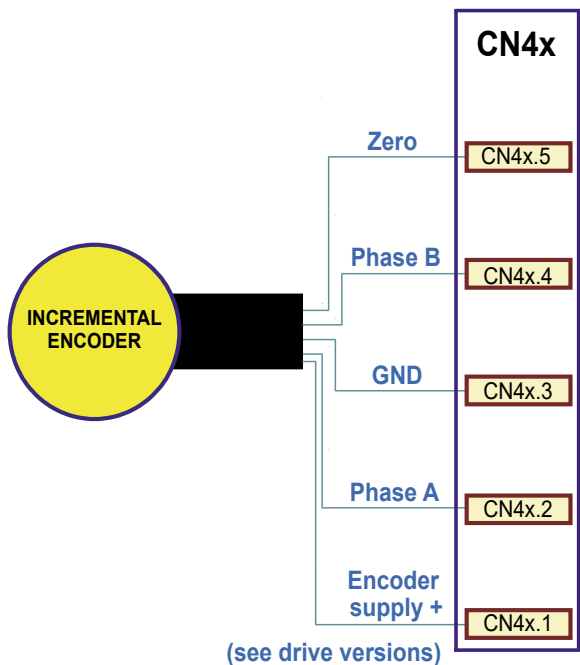 CN4x
Zero
CN4x.5
Phase B
CN4x.4
INCREMENTAL
ENCODER
GND
CN4x.3
Phase A
CN4x.2
Encoder
supply +
CN4x.1
(see drive versions)